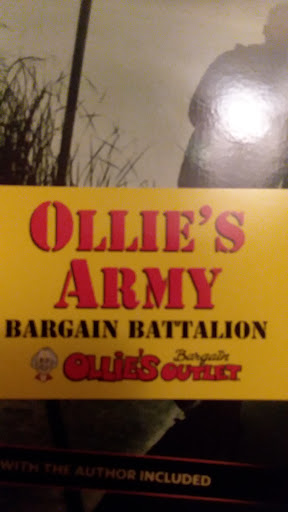 OLLIE'S
ARMY
BARGAIN BATTALION
OLLIE'S Bargain OUTLET
WITH THE AUTHOR INCLUDED